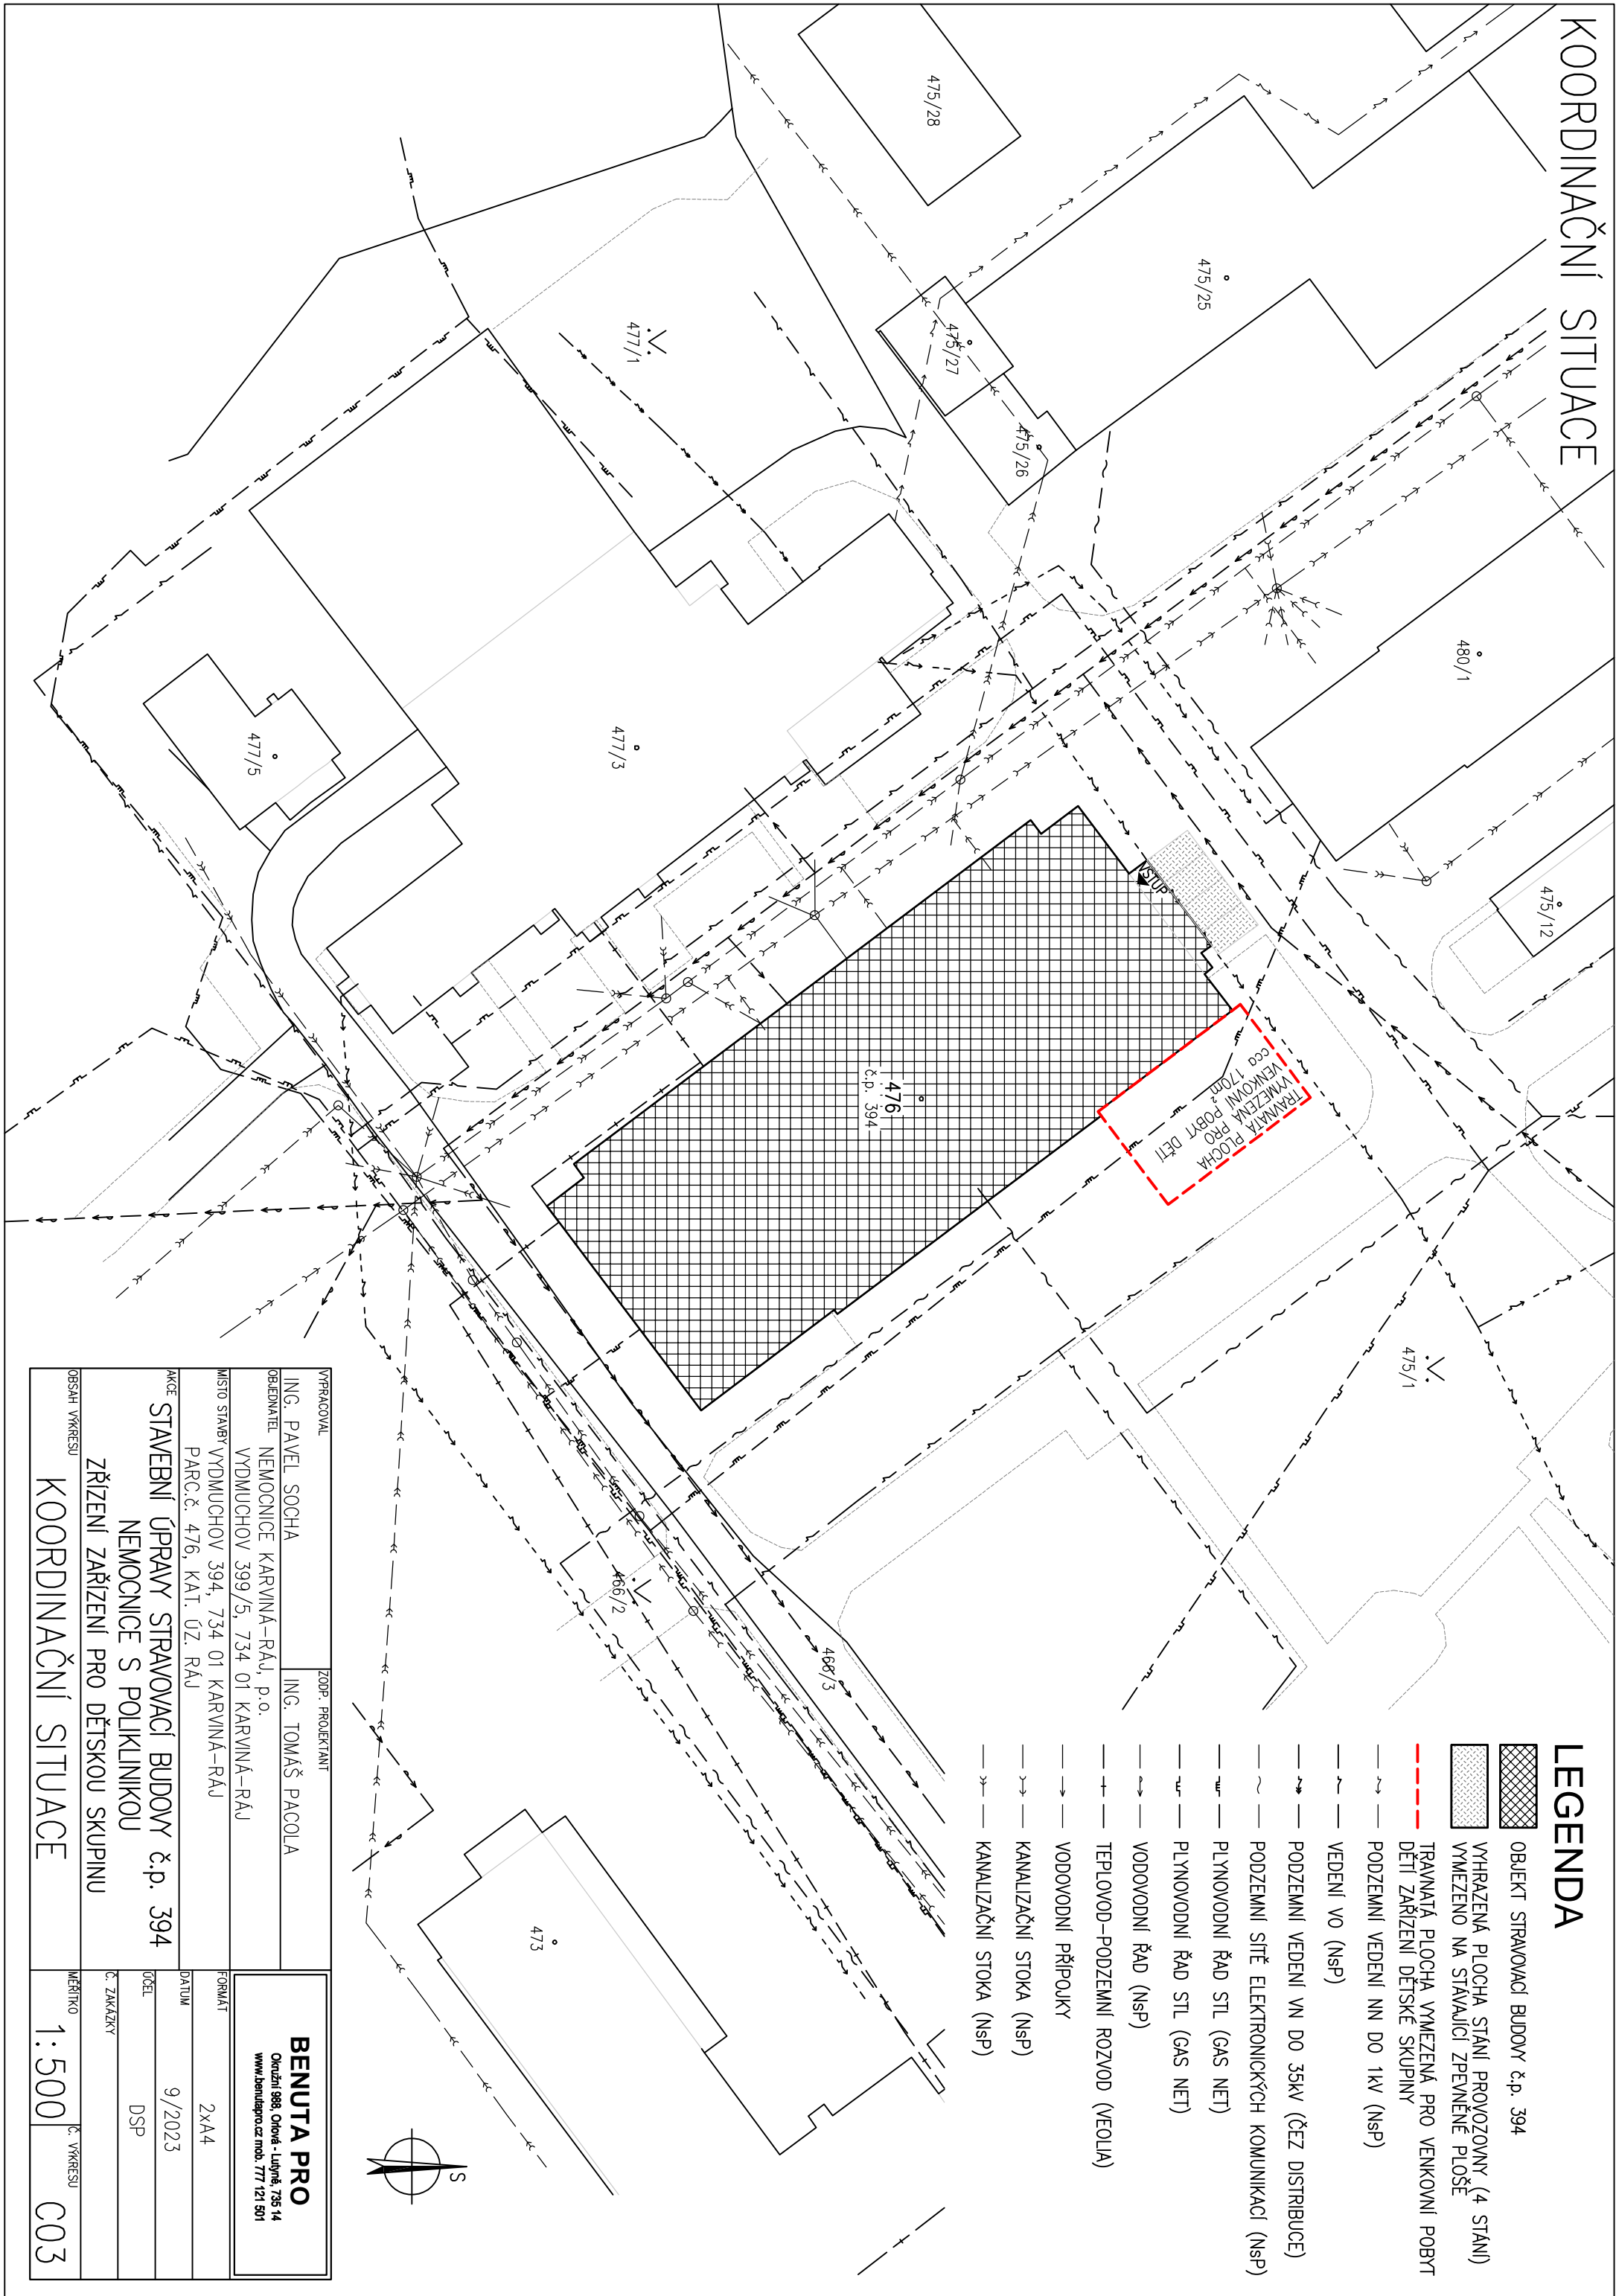 KOORDINAČNÍ SITUACE
475/28
475/25
475/27
475/26
477/1
480/1
475/12
477/3
477/5
VSTUP
476
č.p. 394
TRAVNATÁ PLOCHA
VYMEZENA PRO
VENKOVNÍ POBYT DĚTÍ
cca 170m²
475/1
466/2
466/3
473
S
LEGENDA
OBJEKT STRAVOVACÍ BUDOVY č.p. 394
VYHRAZENÁ PLOCHA STÁNÍ PROVOZOVNY (4 STÁNÍ)
VYMEZENO NA STÁVAJÍCÍ ZPEVNĚNÉ PLOŠE
TRAVNATÁ PLOCHA VYMEZENÁ PRO VENKOVNÍ POBYT
DĚTÍ ZAŘÍZENÍ DĚTSKÉ SKUPINY
PODZEMNÍ VEDENÍ NN DO 1kV (NsP)
VEDENÍ VO (NsP)
PODZEMNÍ VEDENÍ VN DO 35kV (ČEZ DISTRIBUCE)
PODZEMNÍ SÍTĚ ELEKTRONICKÝCH KOMUNIKACÍ (NsP)
PLYNOVODNÍ ŘAD STL (GAS NET)
PLYNOVODNÍ ŘAD STL (GAS NET)
VODOVODNÍ ŘAD (NsP)
TEPLOVOD-PODZEMNÍ ROZVOD (VEOLIA)
VODOVODNÍ PŘÍPOJKY
KANALIZAČNÍ STOKA (NsP)
KANALIZAČNÍ STOKA (NsP)
VYPRACOVAL
ING. PAVEL SOCHA
ZODP. PROJEKTANT
ING. TOMÁŠ PACOLA
OBJEDNATEL
NEMOCNICE KARVINÁ-RÁJ, p.o.
VYDMUCHOV 399/5, 734 01 KARVINÁ-RÁJ
MÍSTO STAVBY
VYDMUCHOV 394, 734 01 KARVINÁ-RÁJ
PARC.č. 476, KAT. ÚZ. RÁJ
AKCE
STAVEBNÍ ÚPRAVY STRAVOVACÍ BUDOVY č.p. 394
NEMOCNICE S POLIKLINIKOU
ZŘÍZENÍ ZAŘÍZENÍ PRO DĚTSKOU SKUPINU
OBSAH VÝKRESU
KOORDINAČNÍ SITUACE
BENUTA PRO
Okružní 988, Orlová - Lutyně, 735 14
www.benutapro.cz mob. 777 121 501
FORMÁT
2xA4
DATUM
9/2023
ÚČEL
DSP
Č. ZAKÁZKY
MĚŘÍTKO
1:500
Č. VÝKRESU
C03